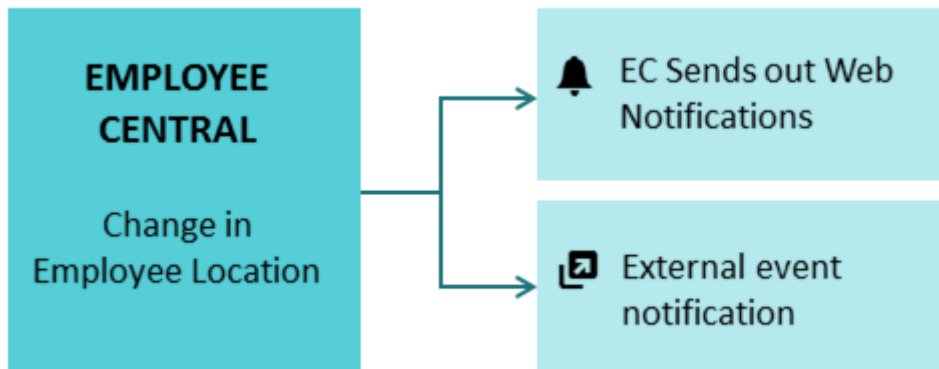 EMPLOYEE
CENTRAL
Change in
Employee Location
EC Sends out Web
Notifications
External event
notification